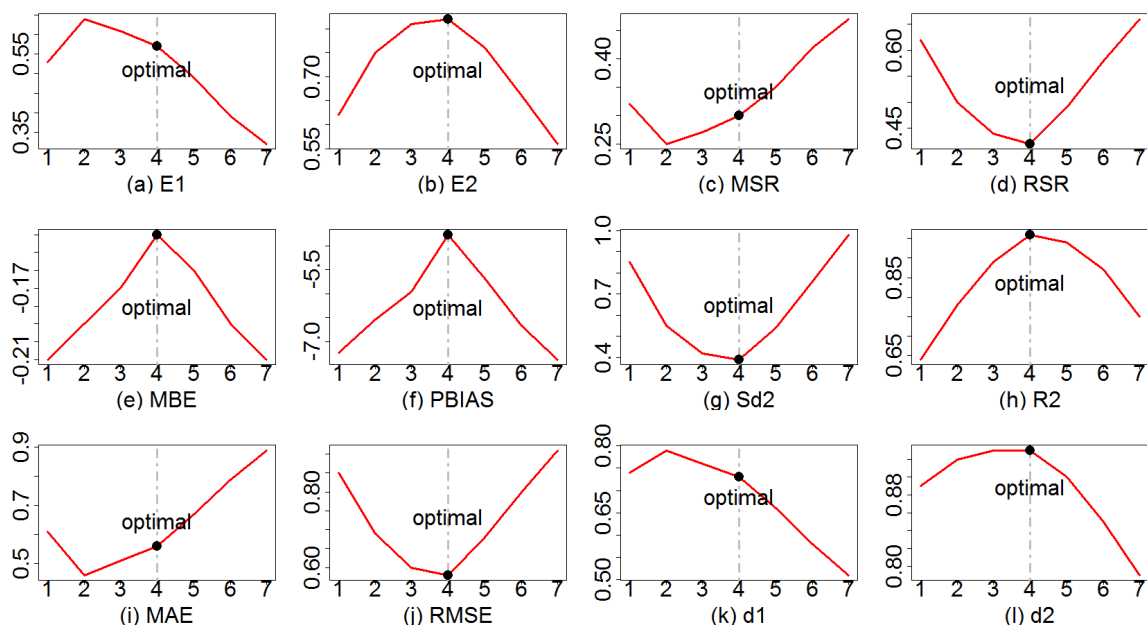 0.55
0.35
optimal
1 2 3 4 5 6 7
(a) E1
0.70
0.55
optimal
1 2 3 4 5 6 7
(b) E2
0.40
0.25
optimal
1 2 3 4 5 6 7
(c) MSR
0.60
0.45
optimal
1 2 3 4 5 6 7
(d) RSR
-0.17
-0.21
optimal
1 2 3 4 5 6 7
(e) MBE
-5.5
-7.0
optimal
1 2 3 4 5 6 7
(f) PBIAS
1.0
0.7
0.4
optimal
1 2 3 4 5 6 7
(g) Sd2
0.85
0.65
optimal
1 2 3 4 5 6 7
(h) R2
0.9
0.7
0.5
optimal
1 2 3 4 5 6 7
(i) MAE
0.80
0.60
optimal
1 2 3 4 5 6 7
(j) RMSE
0.80
0.65
0.50
optimal
1 2 3 4 5 6 7
(k) d1
0.88
0.80
optimal
1 2 3 4 5 6 7
(l) d2